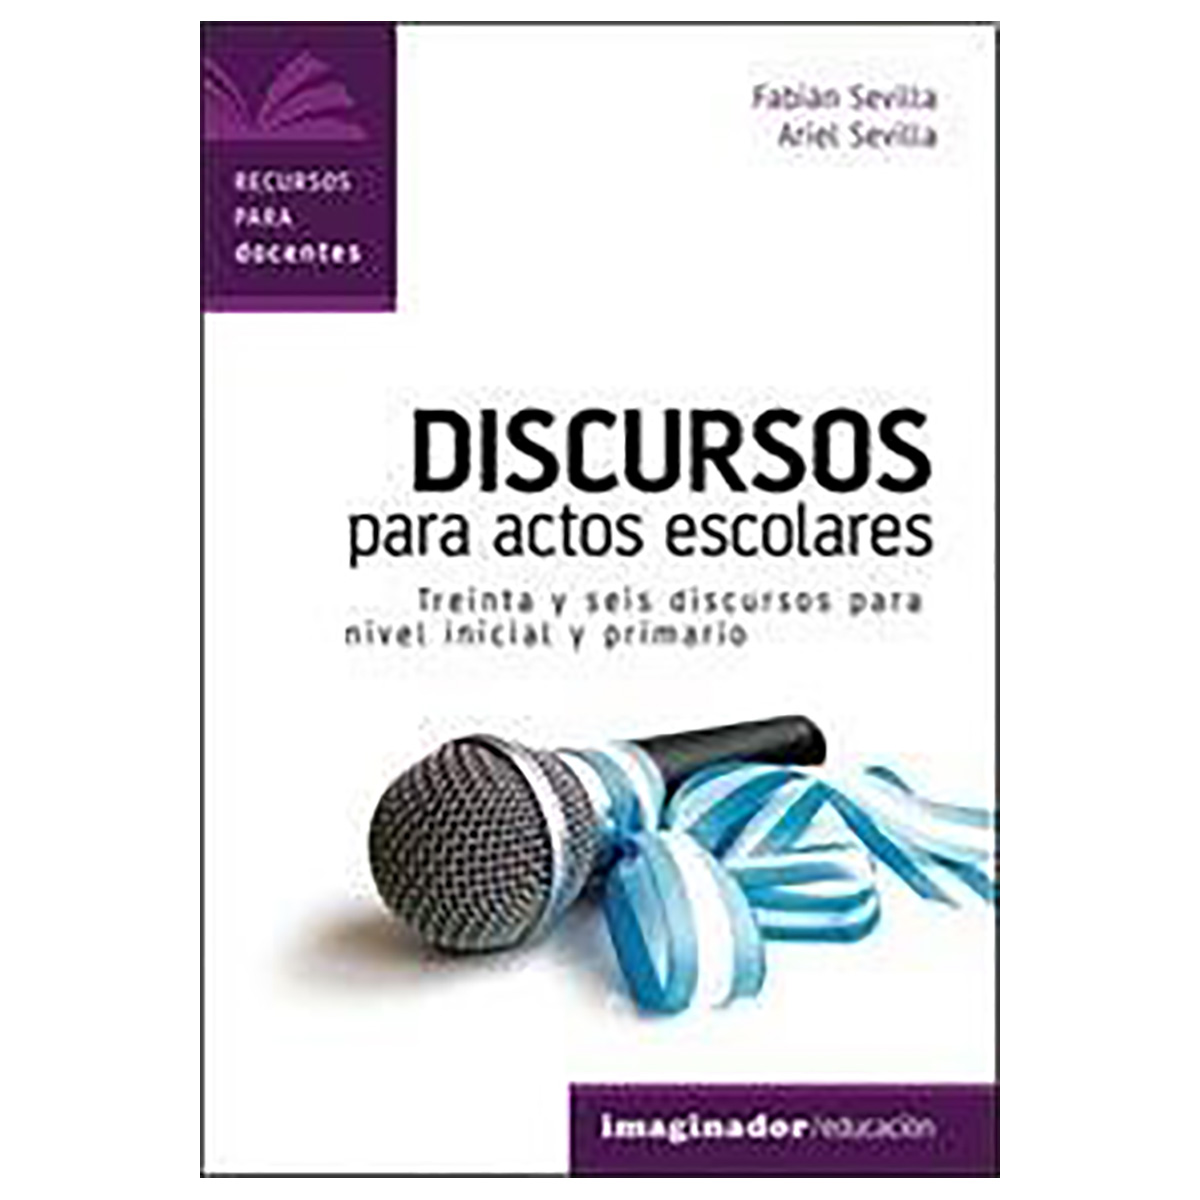 Fabián Sevilla
Ariel Sevilla
RECURSOS
PARA
docentes
DISCURSOS
para actos escolares
Treinta y seis discursos para
nivel inicial y primario
imaginador/educación